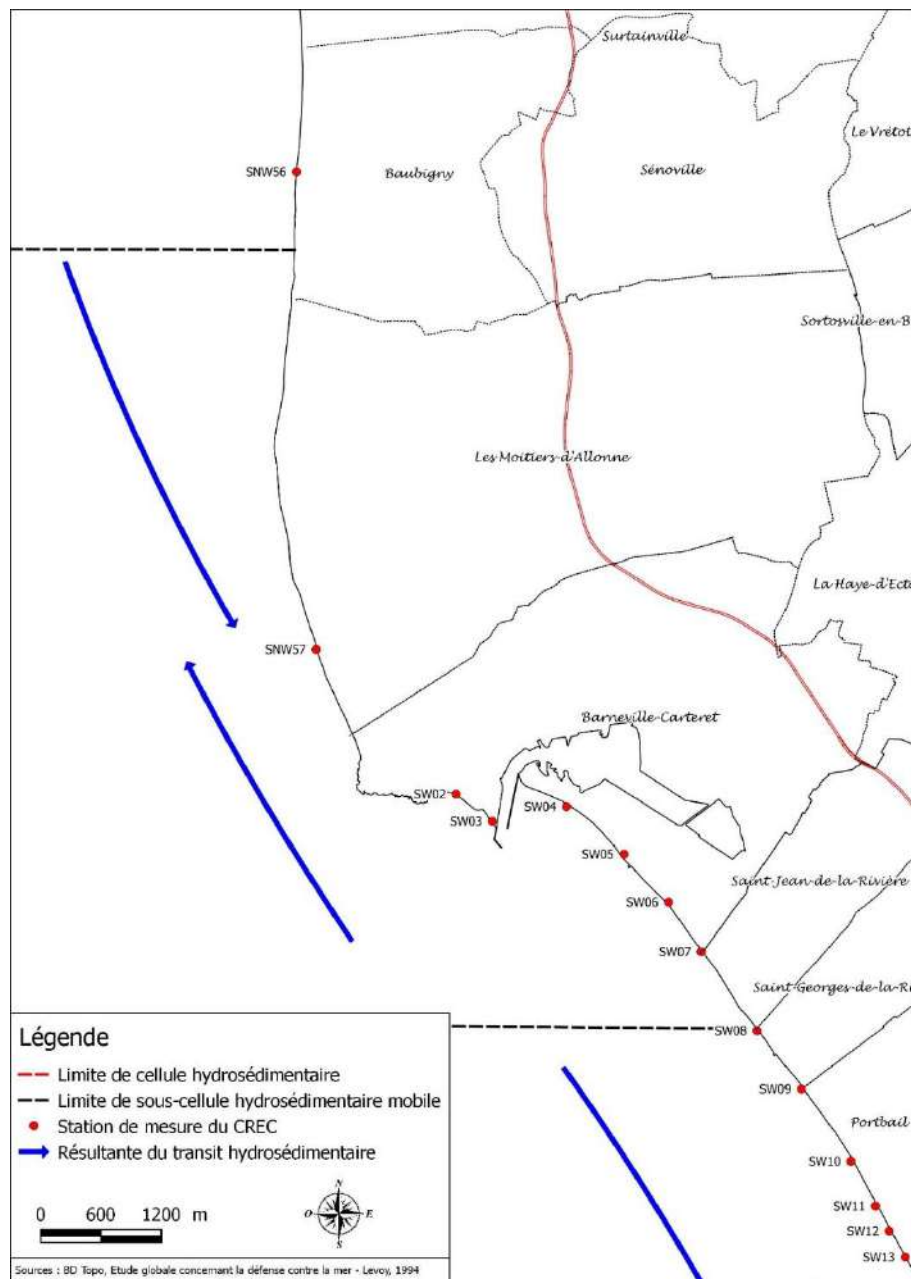 Surtainville
Le Vrétot
SNW56
Baubigny
Sénoville
Sortosville-en-B
Les Moitiers-d'Allonne
La Haye-d'Ecto
SNW57
Barneville-Carteret
SW02
SW04
SW03
SW05
Saint-Jean-de-la-Rivière
SW06
SW07
Saint-Georges-de-la-Ri
SW08
SW09
Portbail
SW10
SW11
SW12
SW13
Légende
Limite de cellule hydrosédimentaire
Limite de sous-cellule hydrosédimentaire mobile
Station de mesure du CREC
Résultante du transit hydrosédimentaire
N
O E
S
0 600 1200 m
Sources : BD Topo, Etude globale concernant la défense contre la mer - Levoy, 1994